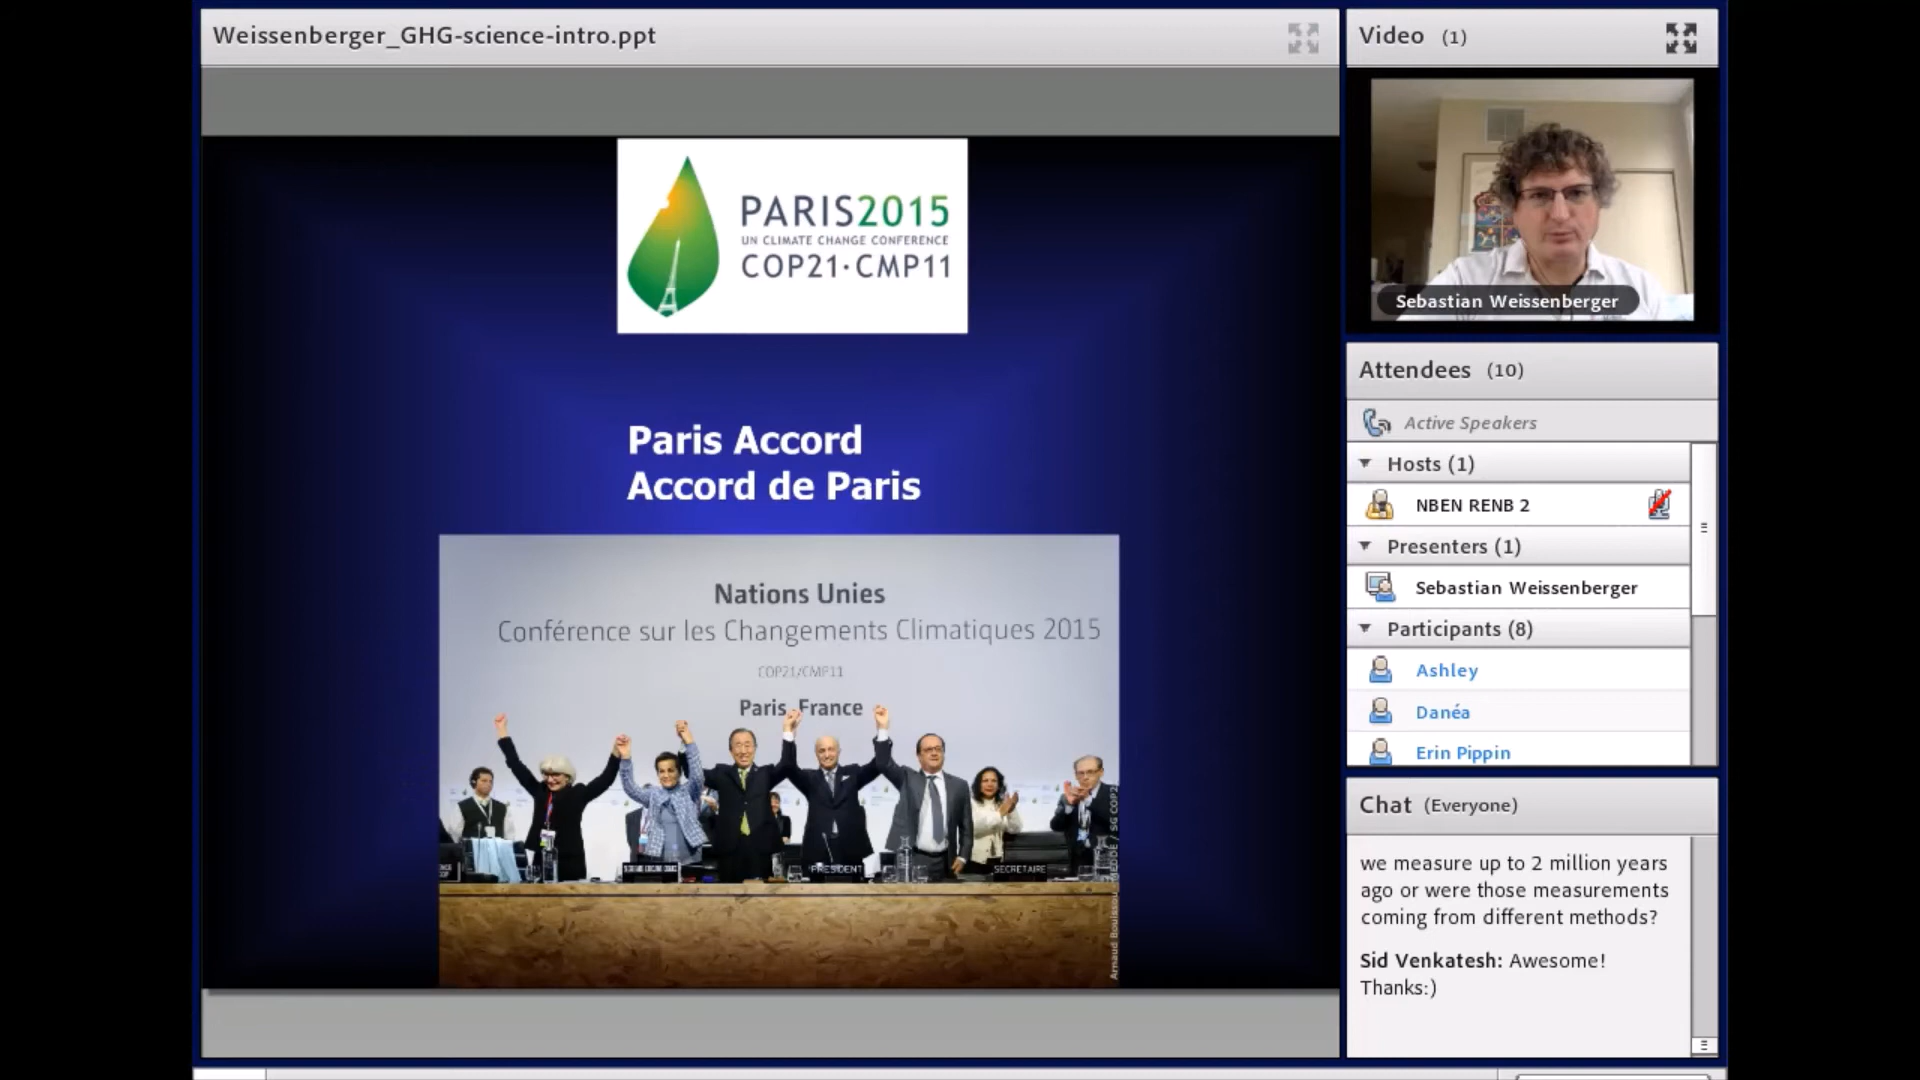 Weissenberger_GHG-science-intro.ppt
PARIS2015
UN CLIMATE CHANGE CONFERENCE
COP21·CMP11
Paris Accord
Accord de Paris
Nations Unies
Conférence sur les Changements Climatiques 2015
COP21/CMP11
Paris, France
PRESIDENT
SECRETAIRE
Arnaud Bouissou - MEDDE / SG COP21
Video (1)
Sebastian Weissenberger
Attendees (10)
Active Speakers
Hosts (1)
NBEN RENB 2
Presenters (1)
Sebastian Weissenberger
Participants (8)
Ashley
Danéa
Erin Pippin
Chat (Everyone)
we measure up to 2 million years
ago or were those measurements
coming from different methods?
Sid Venkatesh: Awesome!
Thanks:)